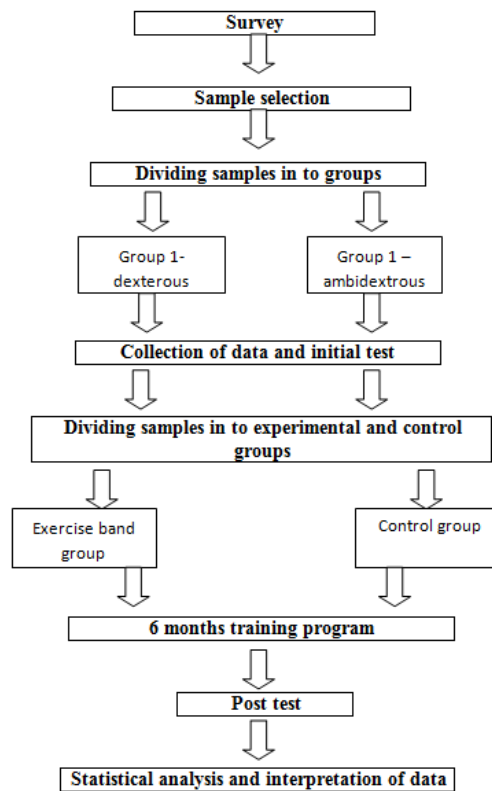 Survey
Sample selection
Dividing samples in to groups
Group 1-
dexterous
Group 1 –
ambidextrous
Collection of data and initial test
Dividing samples in to experimental and control
groups
Exercise band
group
Control group
6 months training program
Post test
Statistical analysis and interpretation of data